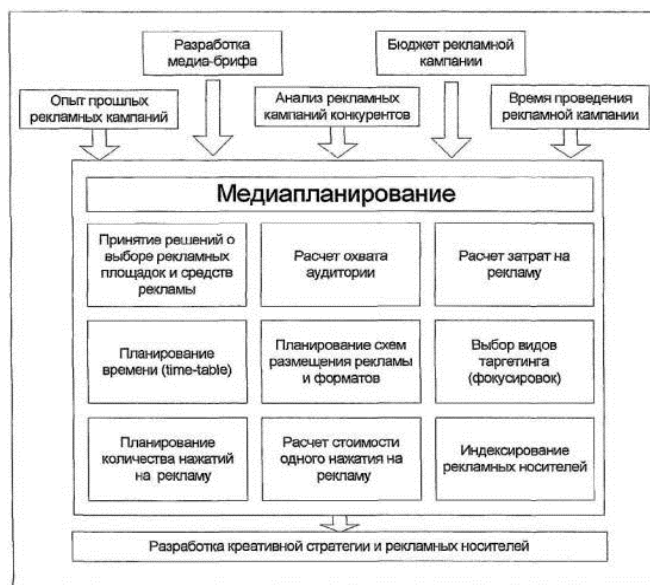 Разработка
медиа-брифа
Бюджет рекламной
кампании
Опыт прошлых
рекламных кампаний
Анализ рекламных
кампаний конкурентов
Время проведения
рекламной кампании
Медиапланирование
Принятие решений о
выборе рекламных
площадок и средств
рекламы
Расчет охвата
аудитории
Расчет затрат на
рекламу
Планирование
времени (time-table)
Планирование схем
размещения рекламы
и форматов
Выбор видов
таргетинга
(фокусировок)
Планирование
количества нажатий
на рекламу
Расчет стоимости
одного нажатия на
рекламу
Индексирование
рекламных носителей
Разработка креативной стратегии и рекламных носителей